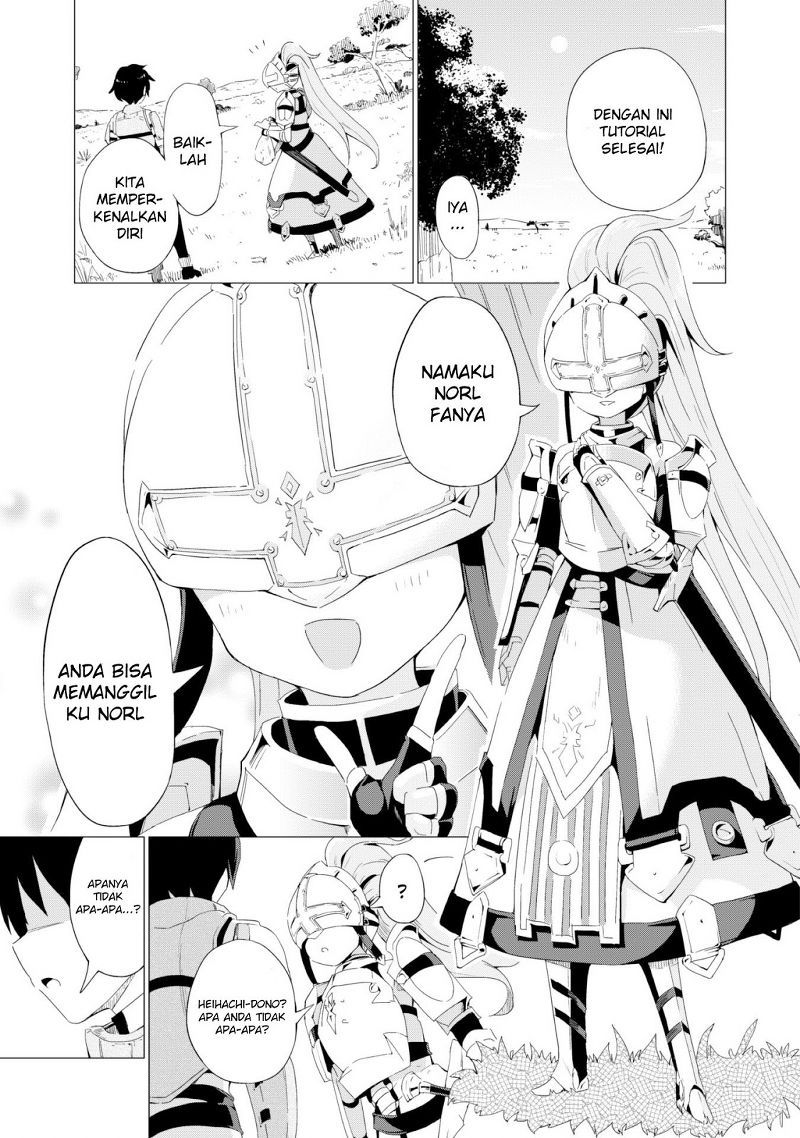 DENGAN INI
TUTORIAL
SELESAI!
IYA
...
BAIK-
LAH
KITA
MEMPER-
KENALKAN
DIRI
NAMAKU
NORL
FANYA
ANDA BISA
MEMANGGIL
KU NORL
?
HEIHACHI-DONO?
APA ANDA TIDAK
APA-APA?
APANYA
TIDAK
APA-APA...?